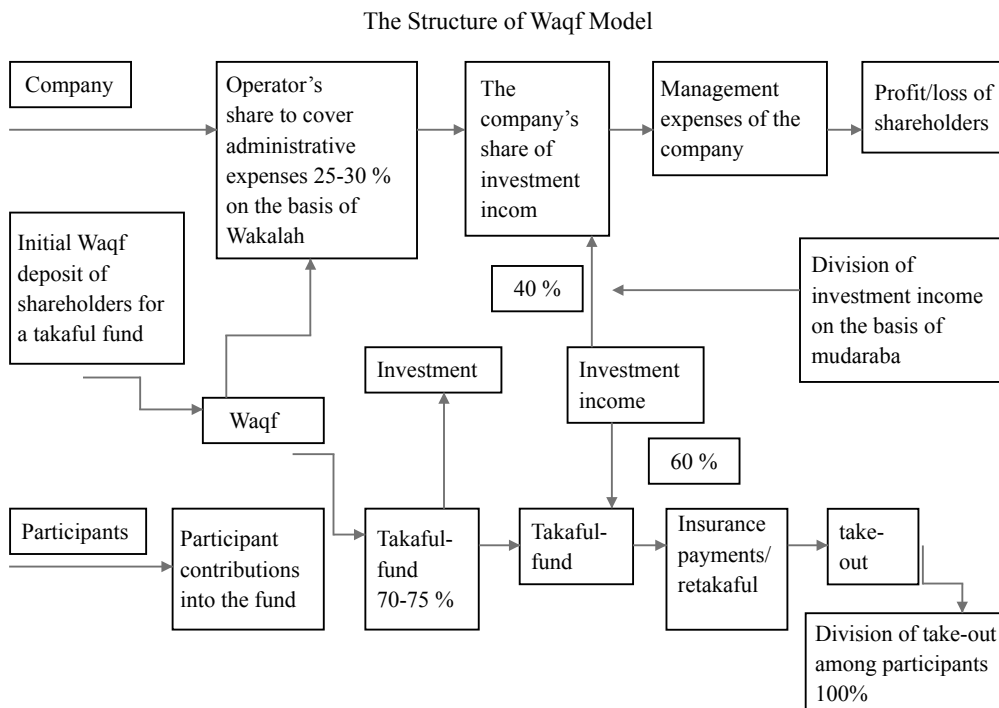 The Structure of Waqf Model
Company
Operator’s
share to cover
administrative
expenses 25-30 %
on the basis of
Wakalah
The
company’s
share of
investment
incom
Management
expenses of the
company
Profit/loss of
shareholders
Initial Waqf
deposit of
shareholders for
a takaful fund
40 %
Division of
investment income
on the basis of
mudaraba
Investment
Investment
income
Waqf
60 %
Participants
Participant
contributions
into the fund
Takaful-
fund
70-75 %
Takaful-
fund
Insurance
payments/
retakaful
take-
out
Division of take-out
among participants
100%